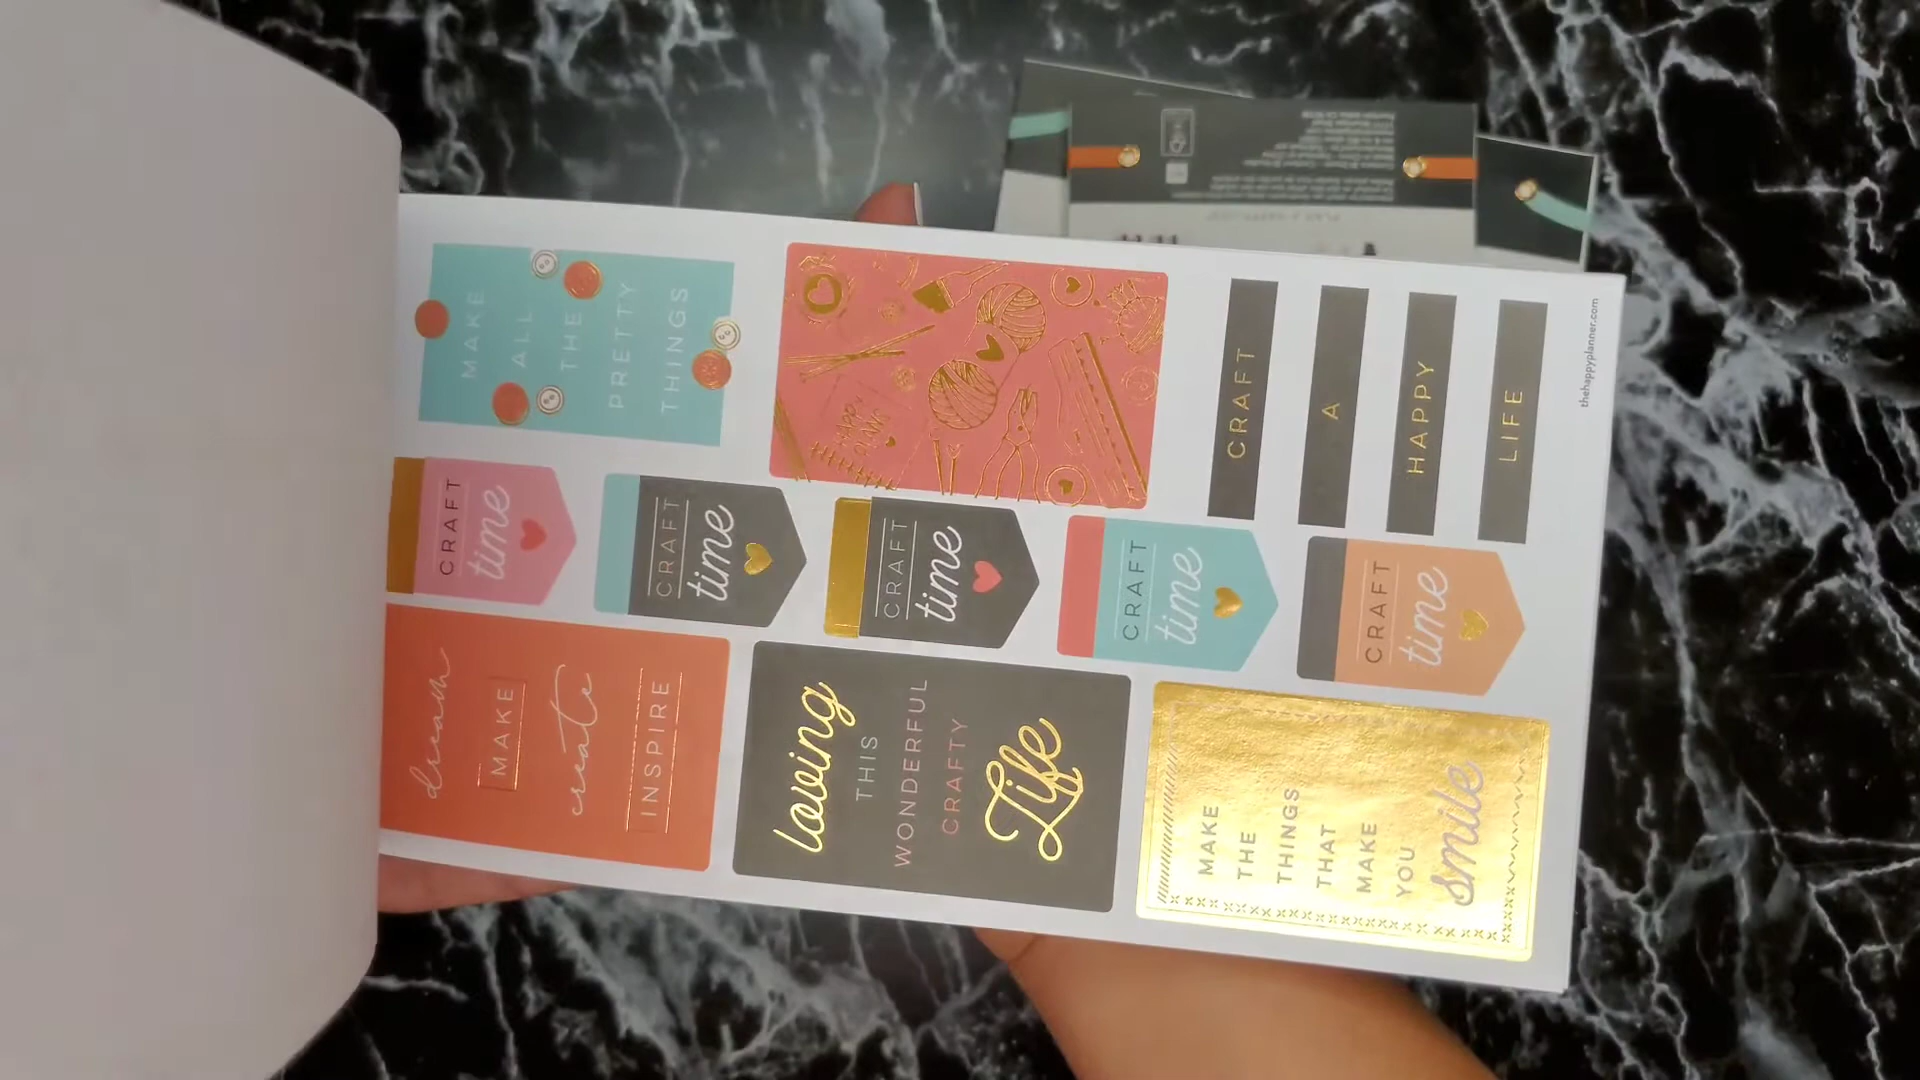 MAKE
ALL
THE
PRETTY
THINGS
CRAFT
time
CRAFT
time
CRAFT
time
CRAFT
time
CRAFT
time
dream
MAKE
create
INSPIRE
loving
THIS
WONDERFUL
CRAFTY
Life
MAKE
THE
THINGS
THAT
MAKE
YOU
smile
CRAFT
A
HAPPY
LIFE
thehappyplanner.com